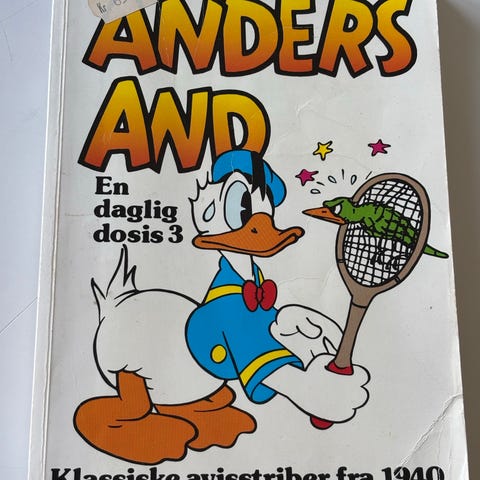 ANDERS
AND
En
daglig
dosis 3
Klassiske avisstriber fra 1940